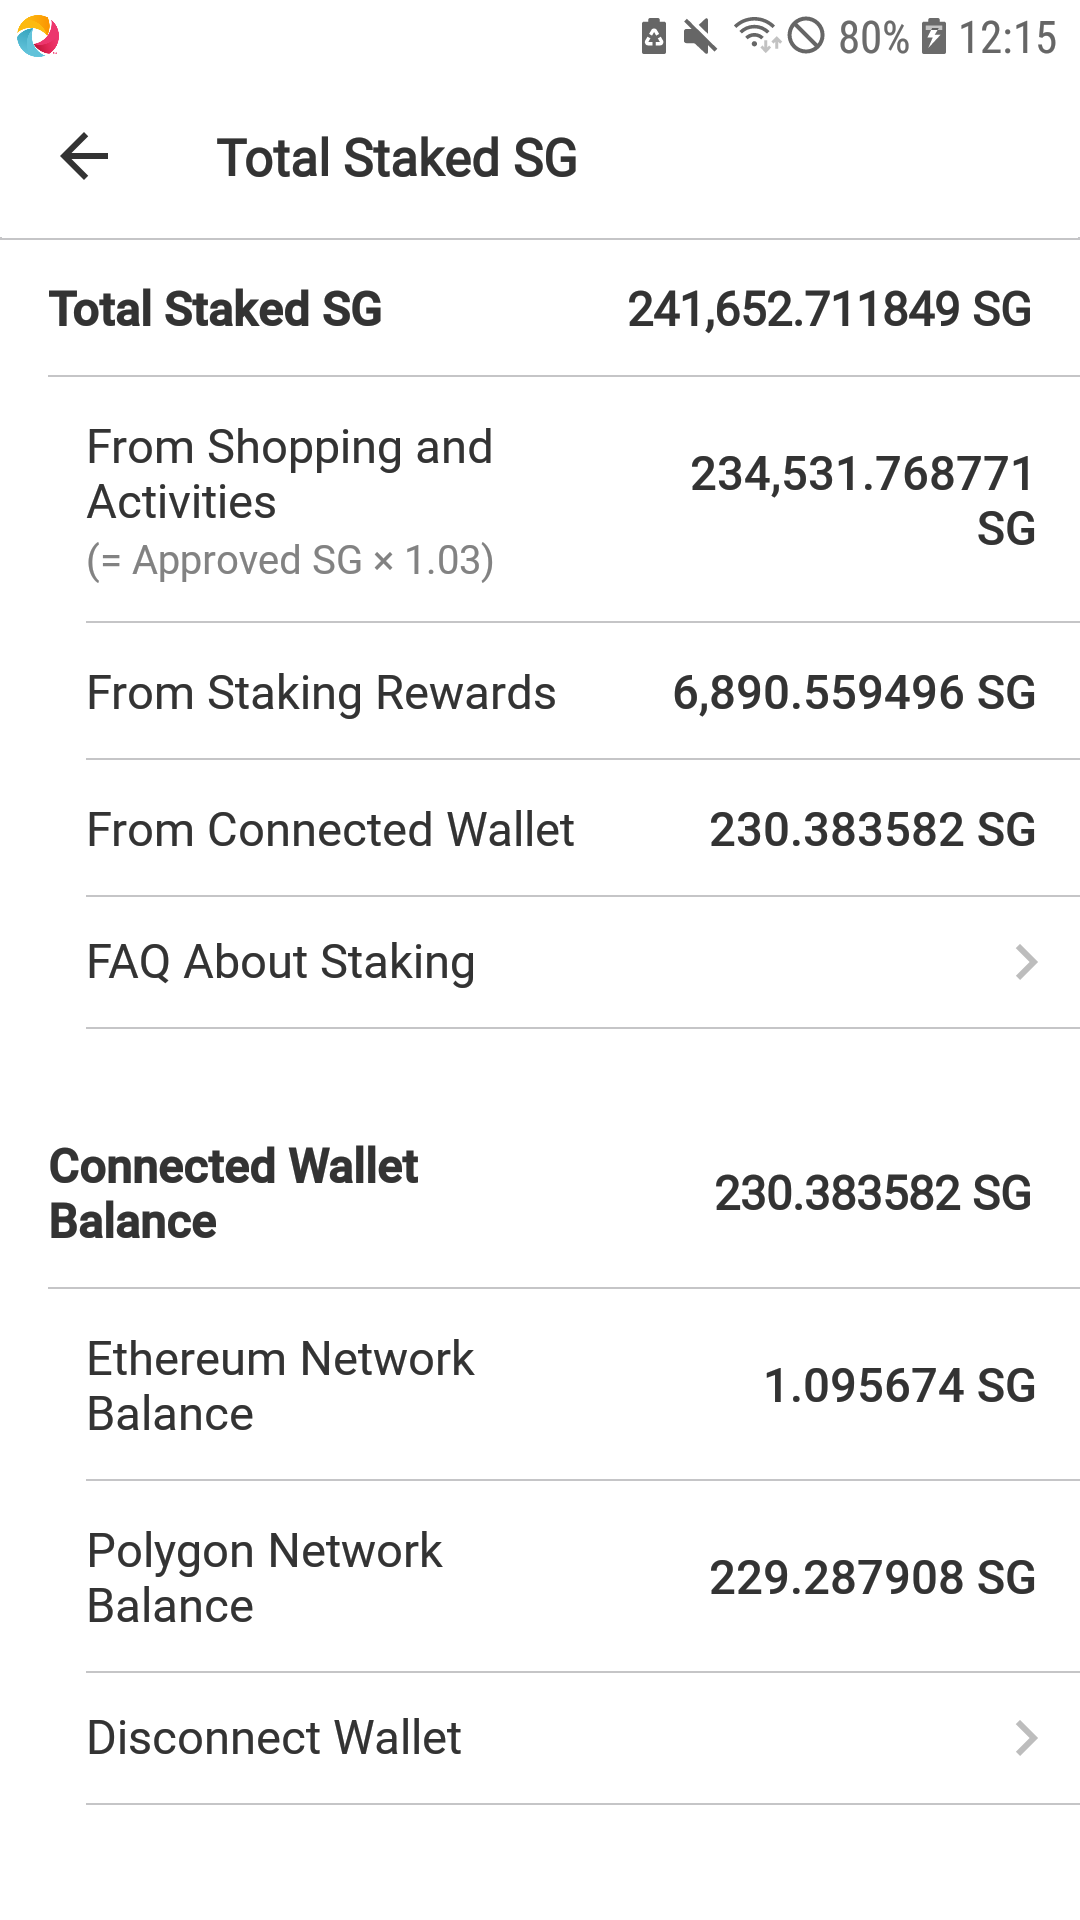 80% 12:15
Total Staked SG
Total Staked SG 241,652.711849 SG
From Shopping and
Activities
(= Approved SG × 1.03)
234,531.768771
SG
From Staking Rewards 6,890.559496 SG
From Connected Wallet 230.383582 SG
FAQ About Staking
Connected Wallet
Balance
230.383582 SG
Ethereum Network
Balance
1.095674 SG
Polygon Network
Balance
229.287908 SG
Disconnect Wallet